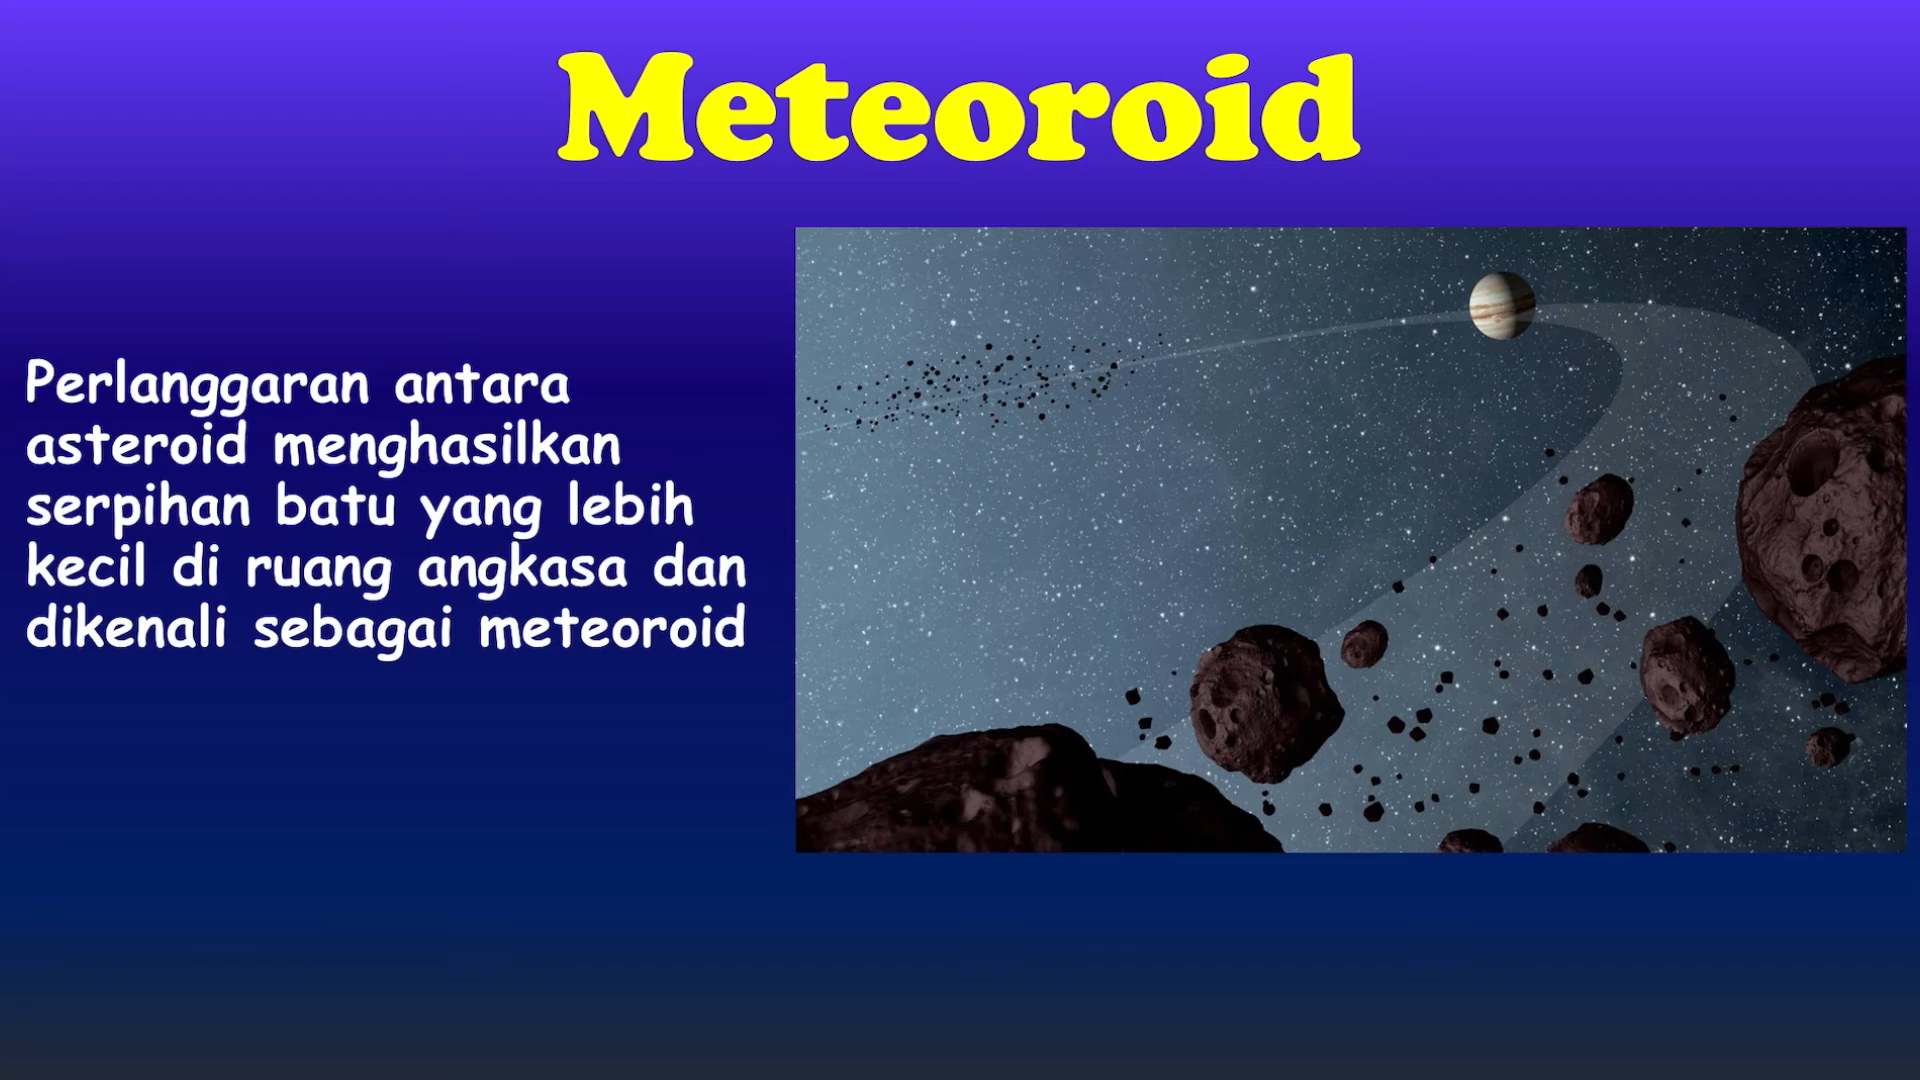 Meteoroid
Perlanggaran antara
asteroid menghasilkan
serpihan batu yang lebih
kecil di ruang angkasa dan
dikenali sebagai meteoroid